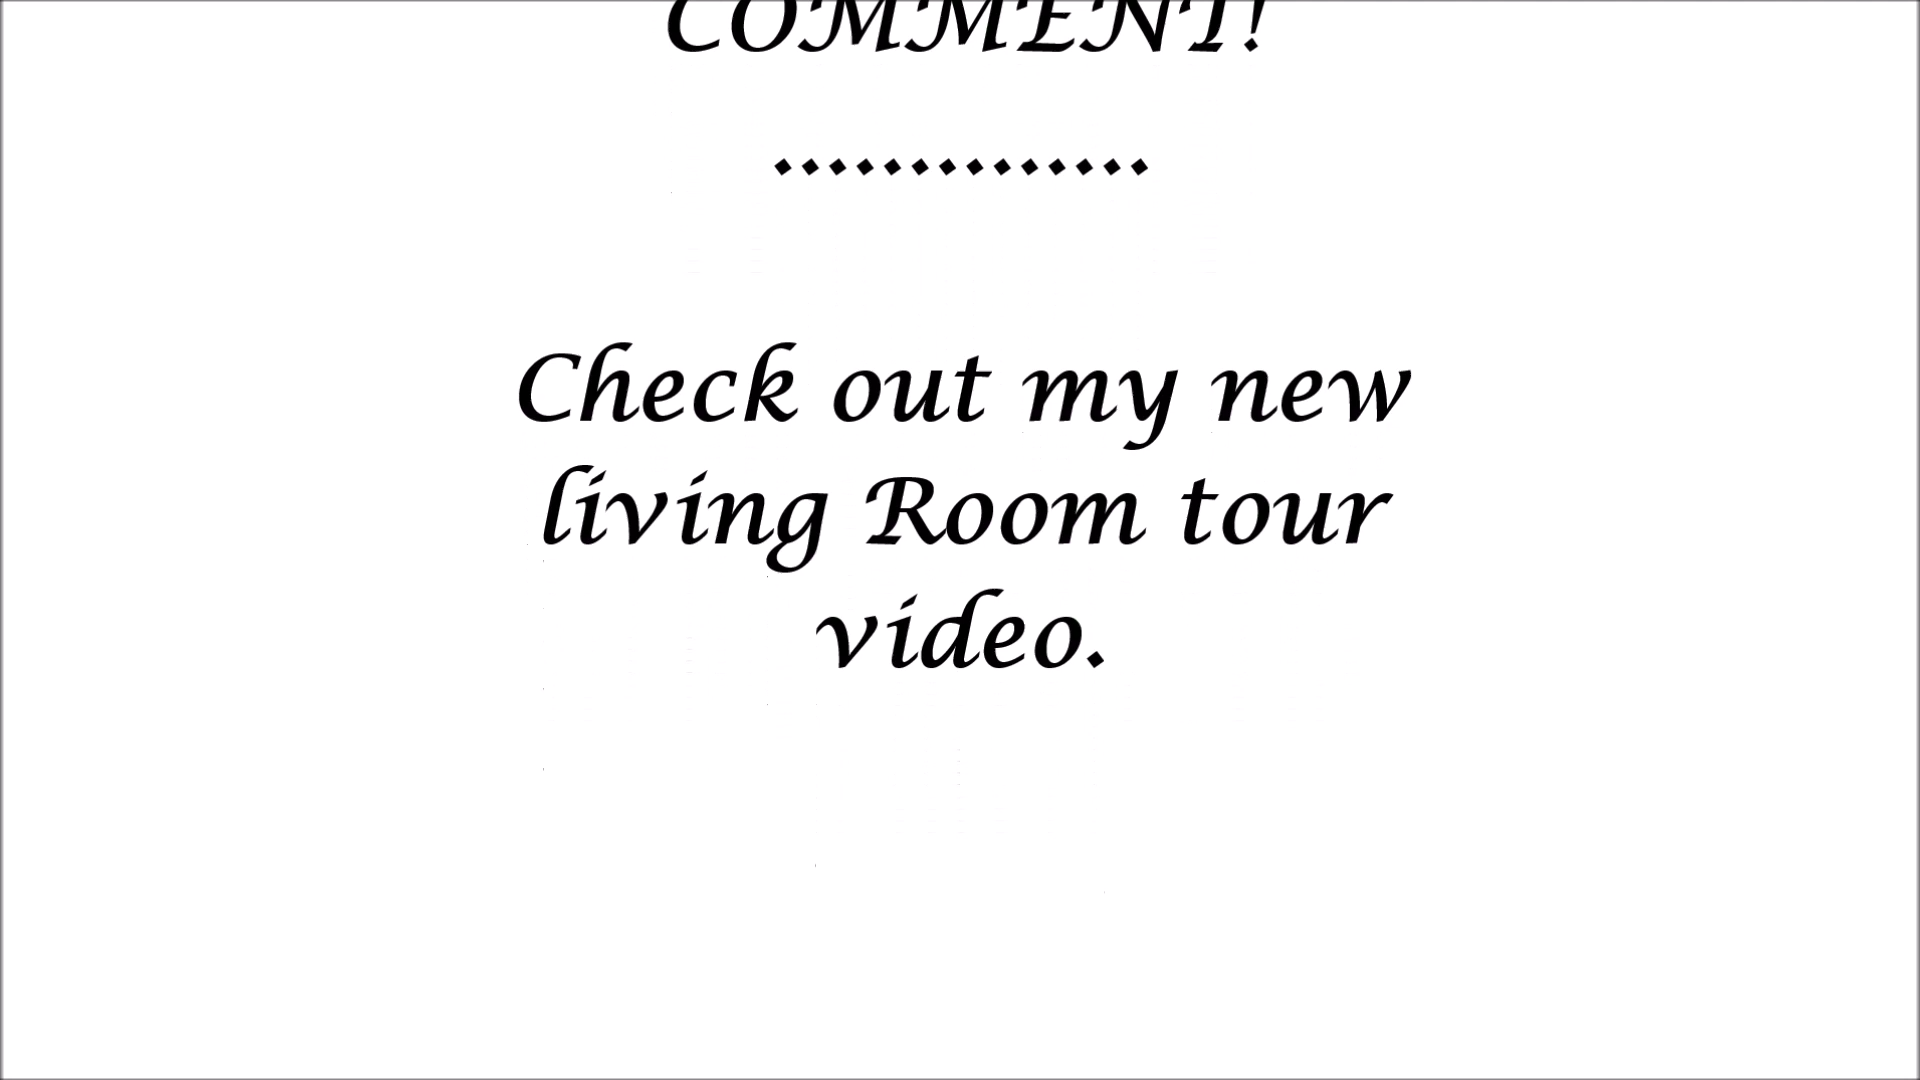 COMMENT!
..............
Check out my new
living Room tour
video.